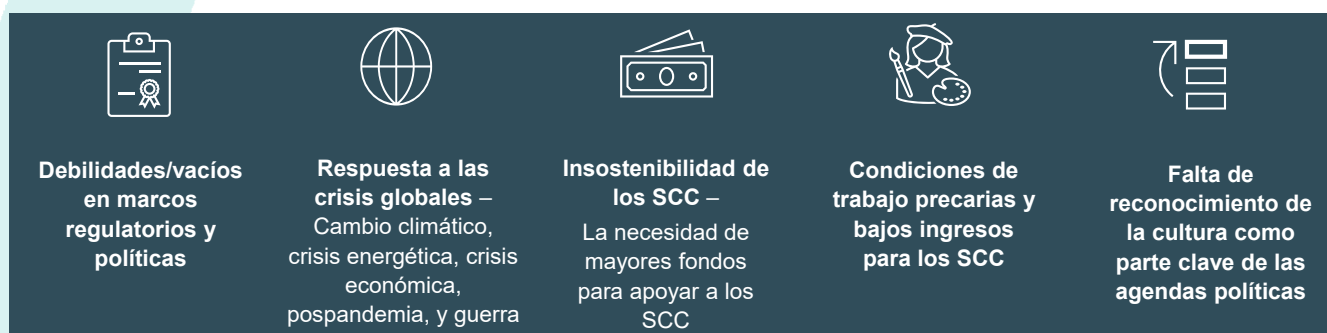 Debilidades/vacíos
en marcos
regulatorios y
políticas
Respuesta a las
crisis globales –
Cambio climático,
crisis energética, crisis
económica,
pospandemia, y guerra
Insostenibilidad de
los SCC –
La necesidad de
mayores fondos
para apoyar a los
SCC
Condiciones de
trabajo precarias y
bajos ingresos
para los SCC
Falta de
reconocimiento de
la cultura como
parte clave de las
agendas políticas